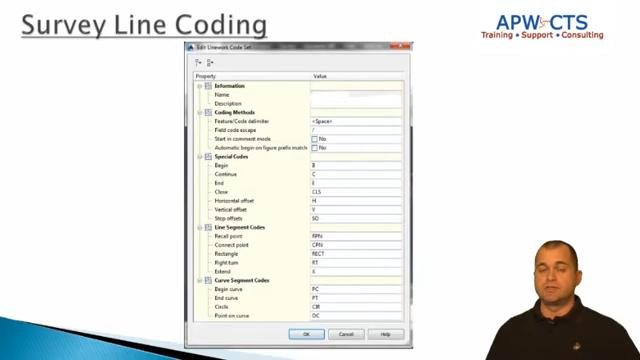 Survey Line Coding
APW CTS
Training • Support • Consulting
Edit Linework Code Set
Property Value
Information
Name
Description
Coding Methods
Feature/Code delimiter <Space>
Field code escape /
Start in comment mode No
Automatic begin on figure prefix match No
Special Codes
Begin B
Continue C
End E
Close CLS
Horizontal offset H
Vertical offset V
Stop offsets SO
Line Segment Codes
Recall point RPN
Connect point CPN
Rectangle RECT
Right turn RT
Extend X
Curve Segment Codes
Begin curve PC
End curve PT
Circle CIR
Point on curve OC
OK Cancel Help